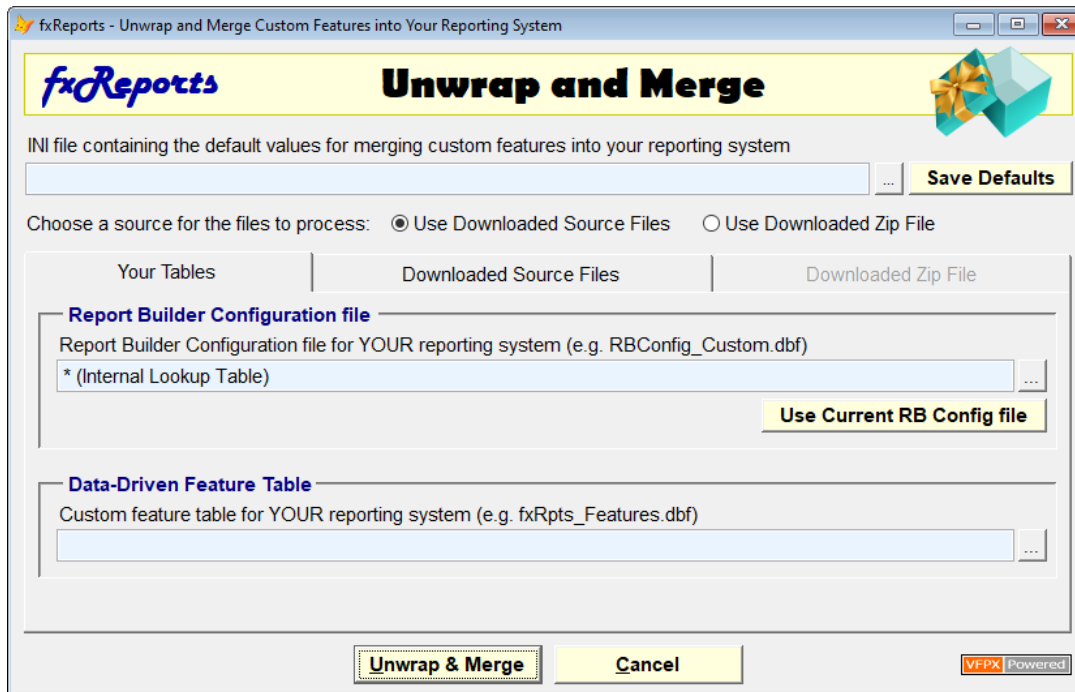 fxReports - Unwrap and Merge Custom Features into Your Reporting System
fxReports Unwrap and Merge
INI file containing the default values for merging custom features into your reporting system
... Save Defaults
Choose a source for the files to process: Use Downloaded Source Files Use Downloaded Zip File
Your Tables Downloaded Source Files Downloaded Zip File
Report Builder Configuration file
Report Builder Configuration file for YOUR reporting system (e.g. RBConfig_Custom.dbf)
* (Internal Lookup Table) ...
Use Current RB Config file
Data-Driven Feature Table
Custom feature table for YOUR reporting system (e.g. fxRpts_Features.dbf)
...
Unwrap & Merge Cancel VFPX Powered